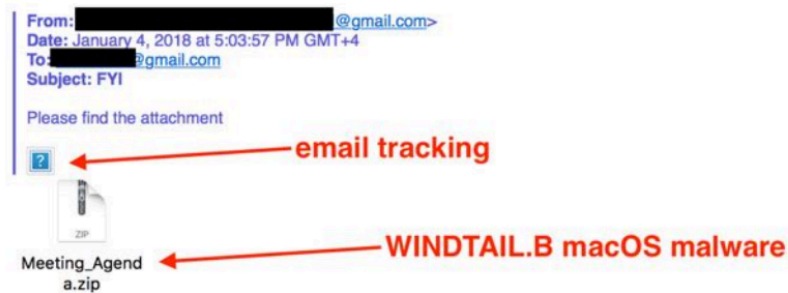 From: @gmail.com>
Date: January 4, 2018 at 5:03:57 PM GMT+4
To: @gmail.com
Subject: FYI
Please find the attachment
?
email tracking
ZIP
WINDTAIL.B macOS malware
Meeting_Agend
a.zip